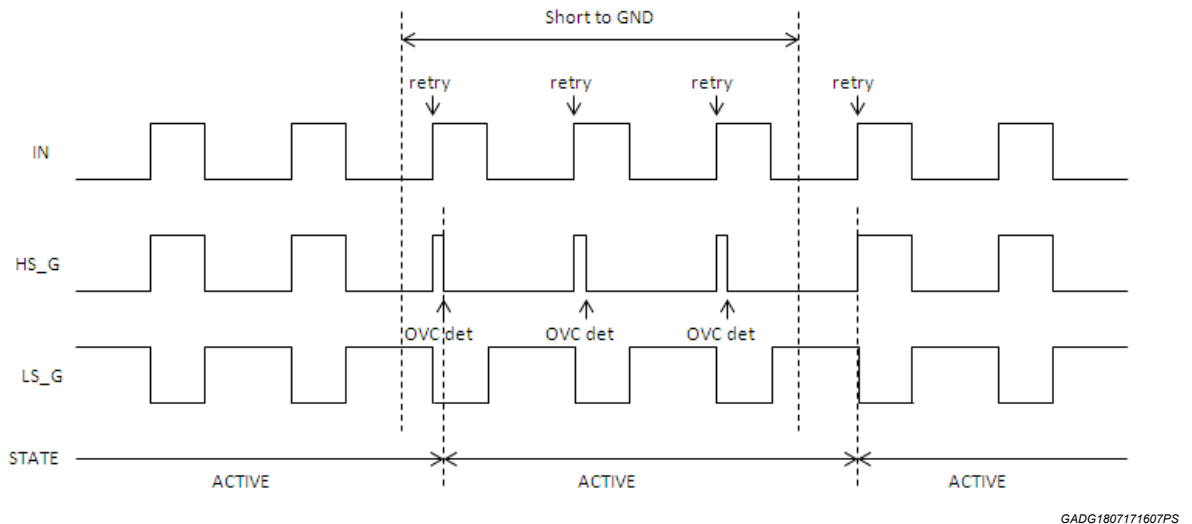 Short to GND
retry retry retry retry
IN
HS_G
OVC det OVC det OVC det
LS_G
STATE
ACTIVE ACTIVE ACTIVE
GADG1807171607PS